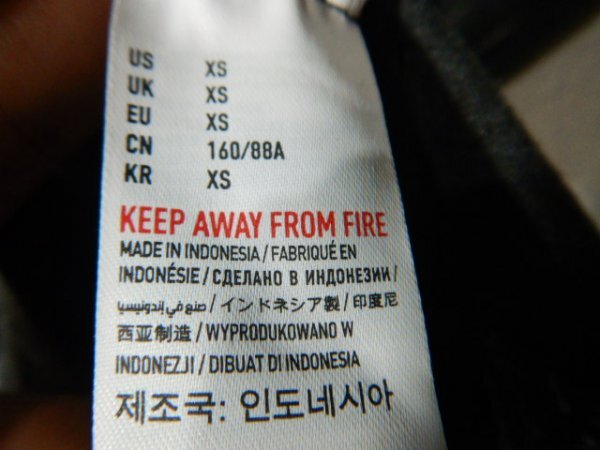 US XS
UK XS
EU XS
CN 160/88A
KR XS
KEEP AWAY FROM FIRE
MADE IN INDONESIA / FABRIQUÉ EN
INDONÉSIE / СДЕЛАНО В ИНДОНЕЗИИ /
صنع في إندونيسيا / インドネシア製 / 印度尼
西亚制造 / WYPRODUKOWANO W
INDONEZJI / DIBUAT DI INDONESIA
제조국: 인도네시아